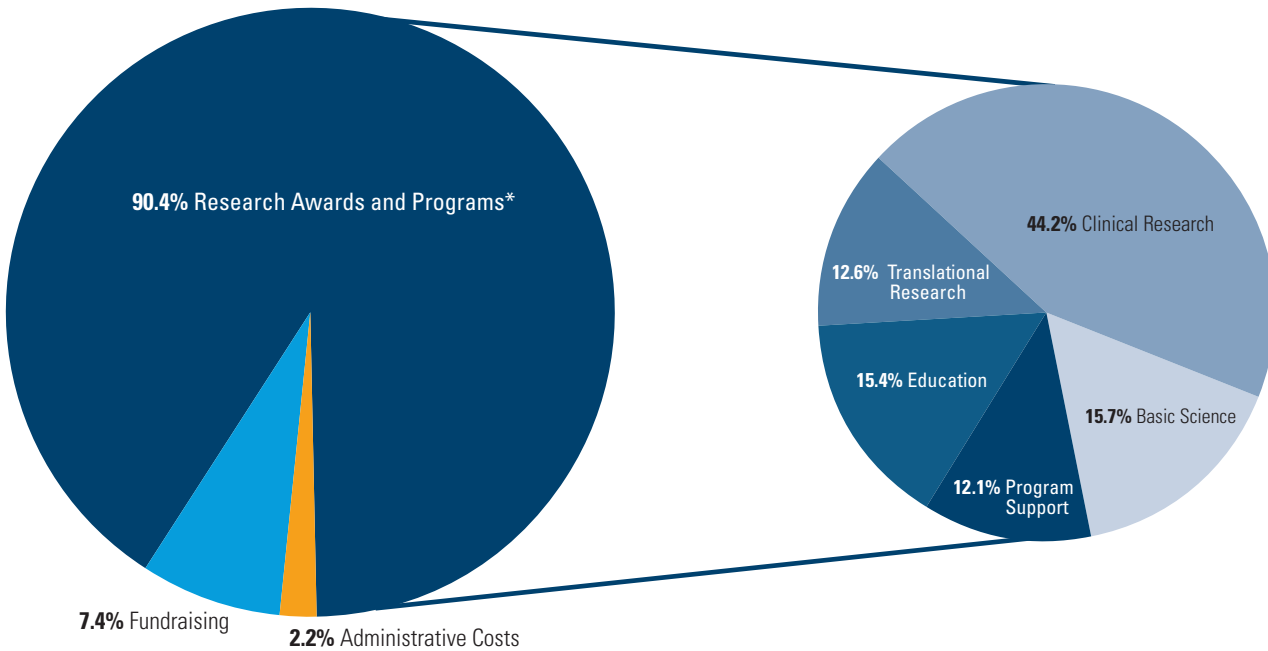 90.4% Research Awards and Programs*
7.4% Fundraising
2.2% Administrative Costs
44.2% Clinical Research
12.6% Translational
Research
15.4% Education
15.7% Basic Science
12.1% Program
Support